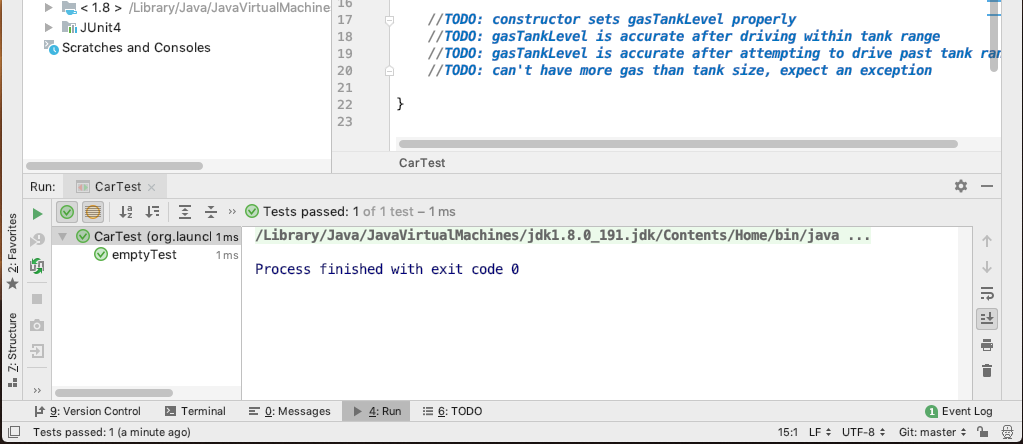 < 1.8 > /Library/Java/JavaVirtualMachine
JUnit4
Scratches and Consoles
16
17 //TODO: constructor sets gasTankLevel properly
18 //TODO: gasTankLevel is accurate after driving within tank range
19 //TODO: gasTankLevel is accurate after attempting to drive past tank ran
20 //TODO: can't have more gas than tank size, expect an exception
21
22 }
23
CarTest
Run: CarTest
Tests passed: 1 of 1 test – 1 ms
CarTest (org.launcl 1 ms
emptyTest 1 ms
/Library/Java/JavaVirtualMachines/jdk1.8.0_191.jdk/Contents/Home/bin/java ...
Process finished with exit code 0
2: Favorites
7: Structure
9: Version Control Terminal 0: Messages 4: Run 6: TODO 1 Event Log
Tests passed: 1 (a minute ago) 15:1 LF UTF-8 Git: master